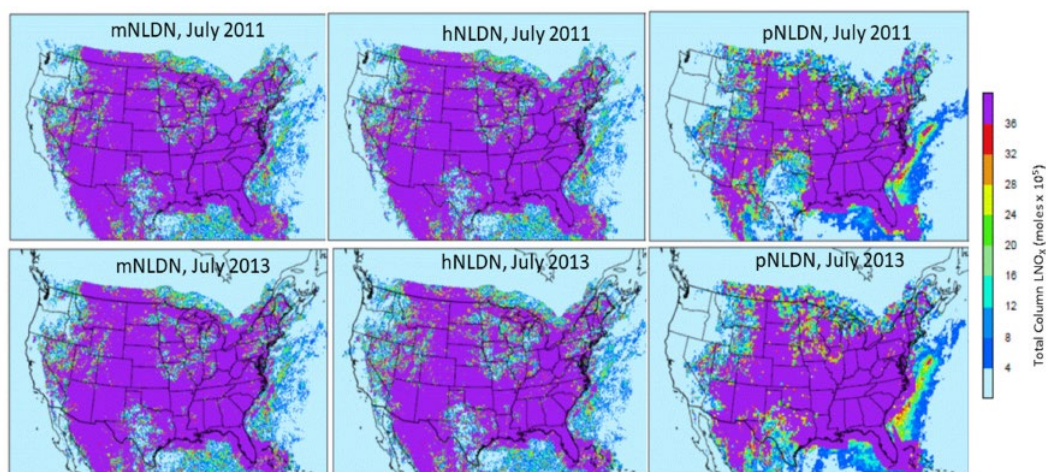 mNLDN, July 2011
hNLDN, July 2011
pNLDN, July 2011
mNLDN, July 2013
hNLDN, July 2013
pNLDN, July 2013
36
32
28
24
20
16
12
8
4
Total Column LNOₓ (moles x 10⁵)